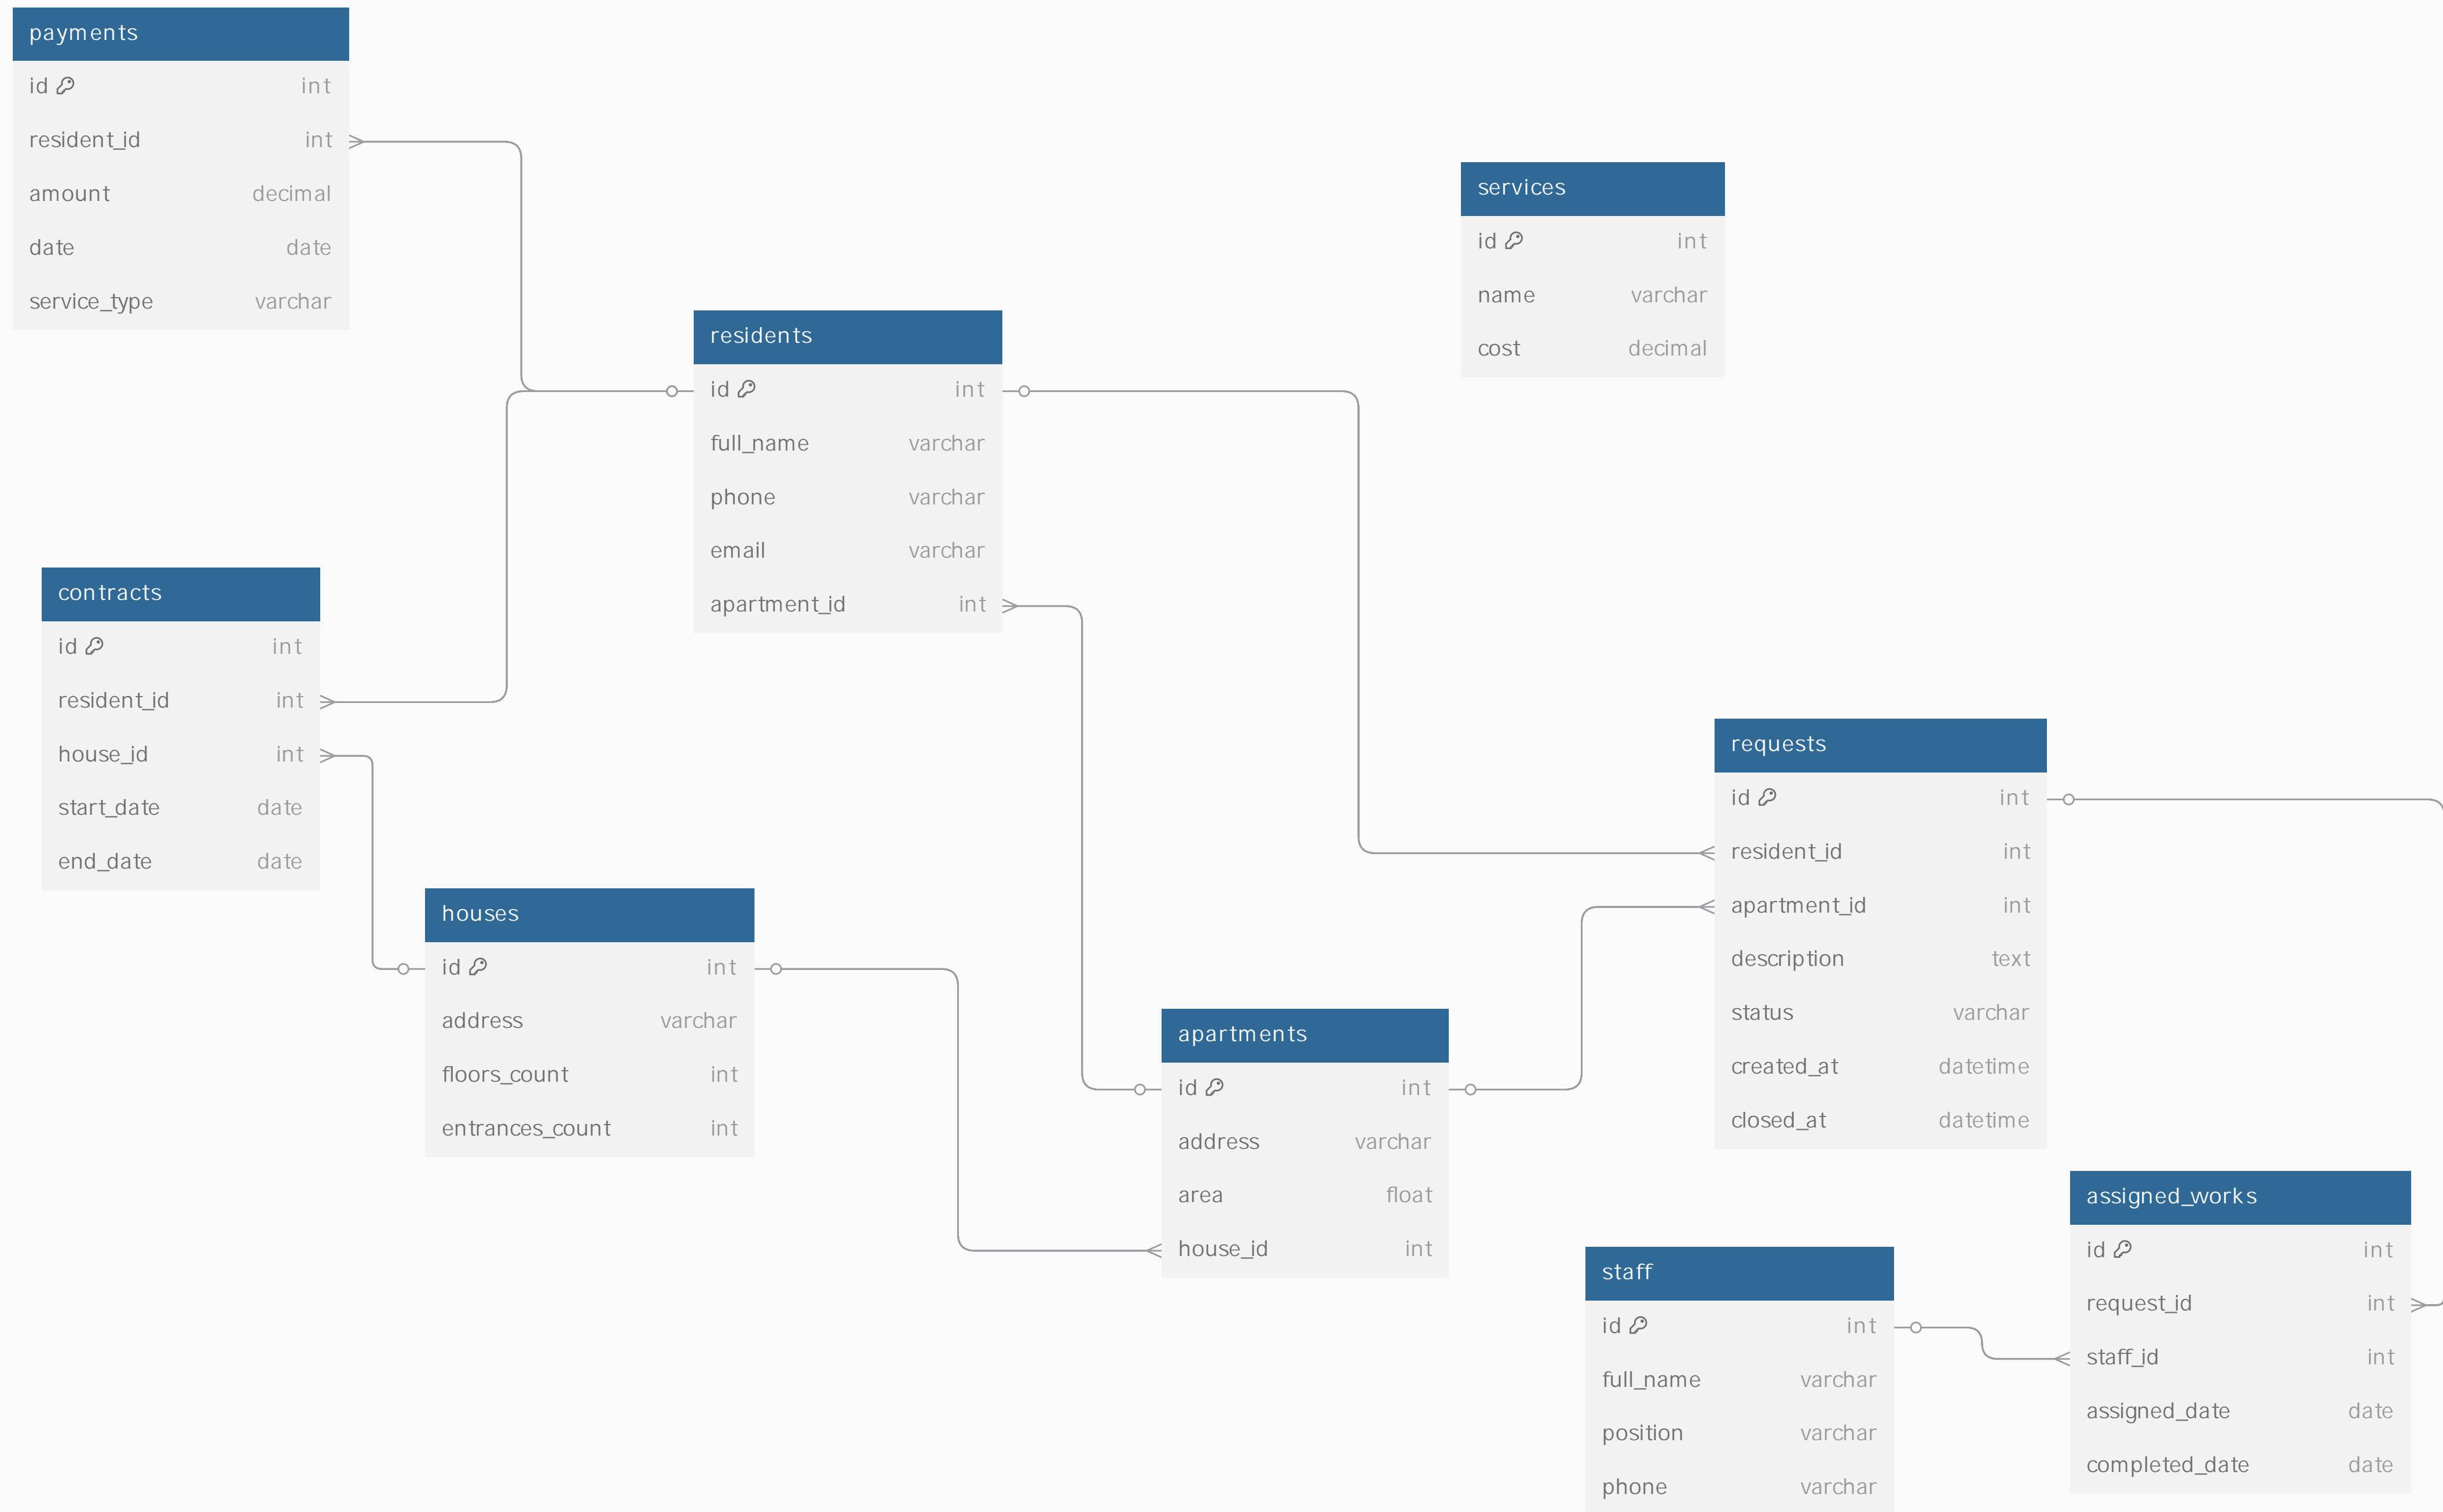 payments
id int
resident_id int
amount decimal
date date
service_type varchar
services
id int
name varchar
cost decimal
residents
id int
full_name varchar
phone varchar
email varchar
apartment_id int
contracts
id int
resident_id int
house_id int
start_date date
end_date date
requests
id int
resident_id int
apartment_id int
description text
status varchar
created_at datetime
closed_at datetime
houses
id int
address varchar
floors_count int
entrances_count int
apartments
id int
address varchar
area float
house_id int
assigned_works
id int
request_id int
staff_id int
assigned_date date
completed_date date
staff
id int
full_name varchar
position varchar
phone varchar